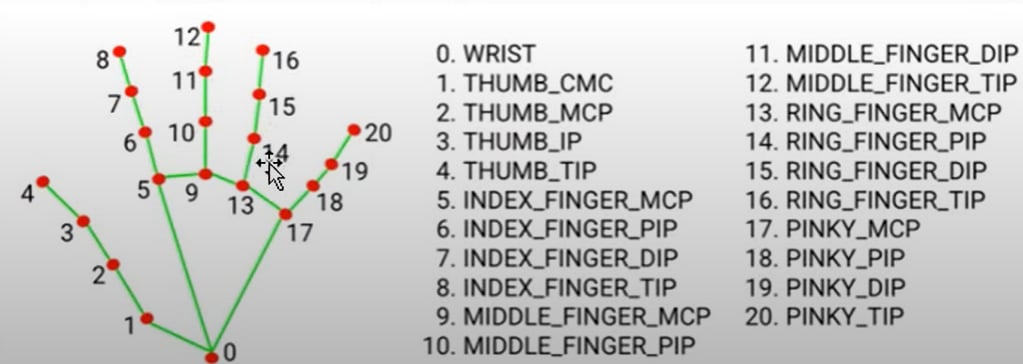 12
8
16
11
7
15
10
6
20
14
19
4
5
9
18
13
3
17
2
1
0
0. WRIST
1. THUMB_CMC
2. THUMB_MCP
3. THUMB_IP
4. THUMB_TIP
5. INDEX_FINGER_MCP
6. INDEX_FINGER_PIP
7. INDEX_FINGER_DIP
8. INDEX_FINGER_TIP
9. MIDDLE_FINGER_MCP
10. MIDDLE_FINGER_PIP
11. MIDDLE_FINGER_DIP
12. MIDDLE_FINGER_TIP
13. RING_FINGER_MCP
14. RING_FINGER_PIP
15. RING_FINGER_DIP
16. RING_FINGER_TIP
17. PINKY_MCP
18. PINKY_PIP
19. PINKY_DIP
20. PINKY_TIP